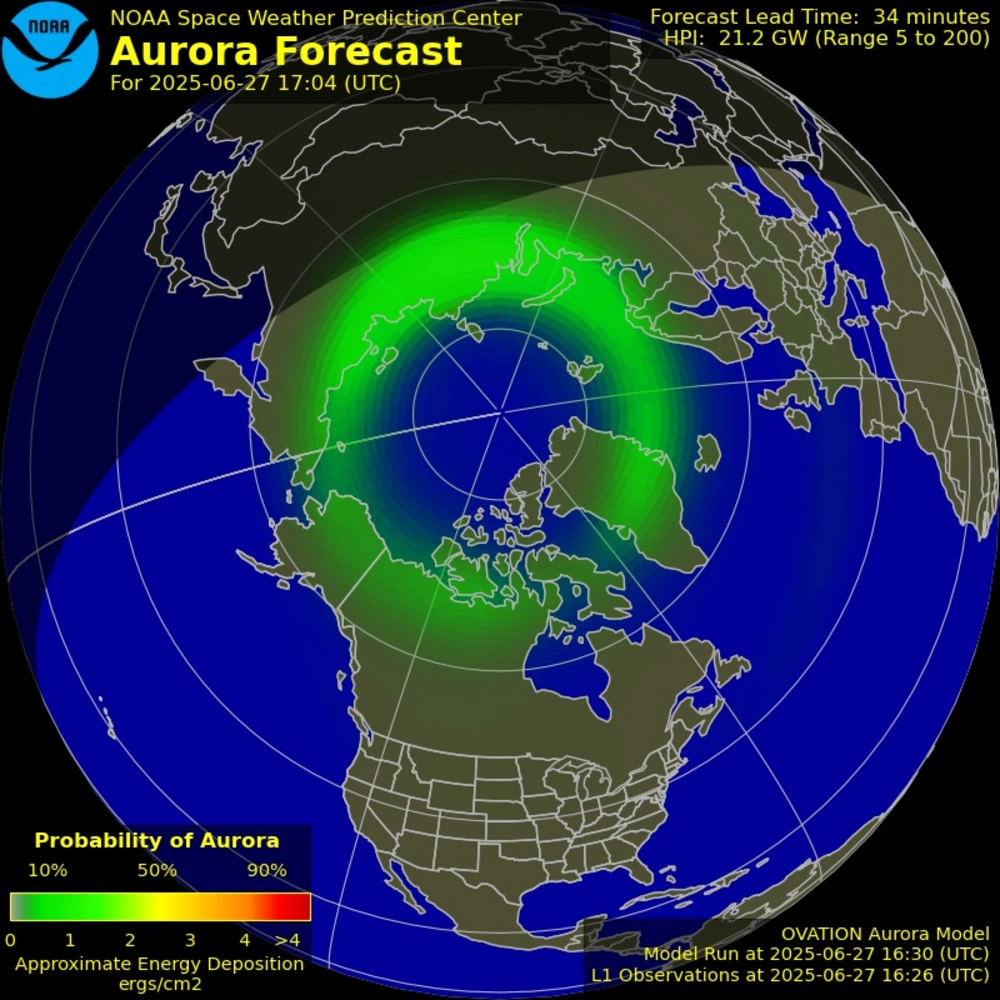 NOAA
NOAA Space Weather Prediction Center
Aurora Forecast
For 2025-06-27 17:04 (UTC)
Forecast Lead Time: 34 minutes
HPI: 21.2 GW (Range 5 to 200)
Probability of Aurora
10% 50% 90%
0 1 2 3 4 >4
Approximate Energy Deposition
ergs/cm2
OVATION Aurora Model
Model Run at 2025-06-27 16:30 (UTC)
L1 Observations at 2025-06-27 16:26 (UTC)